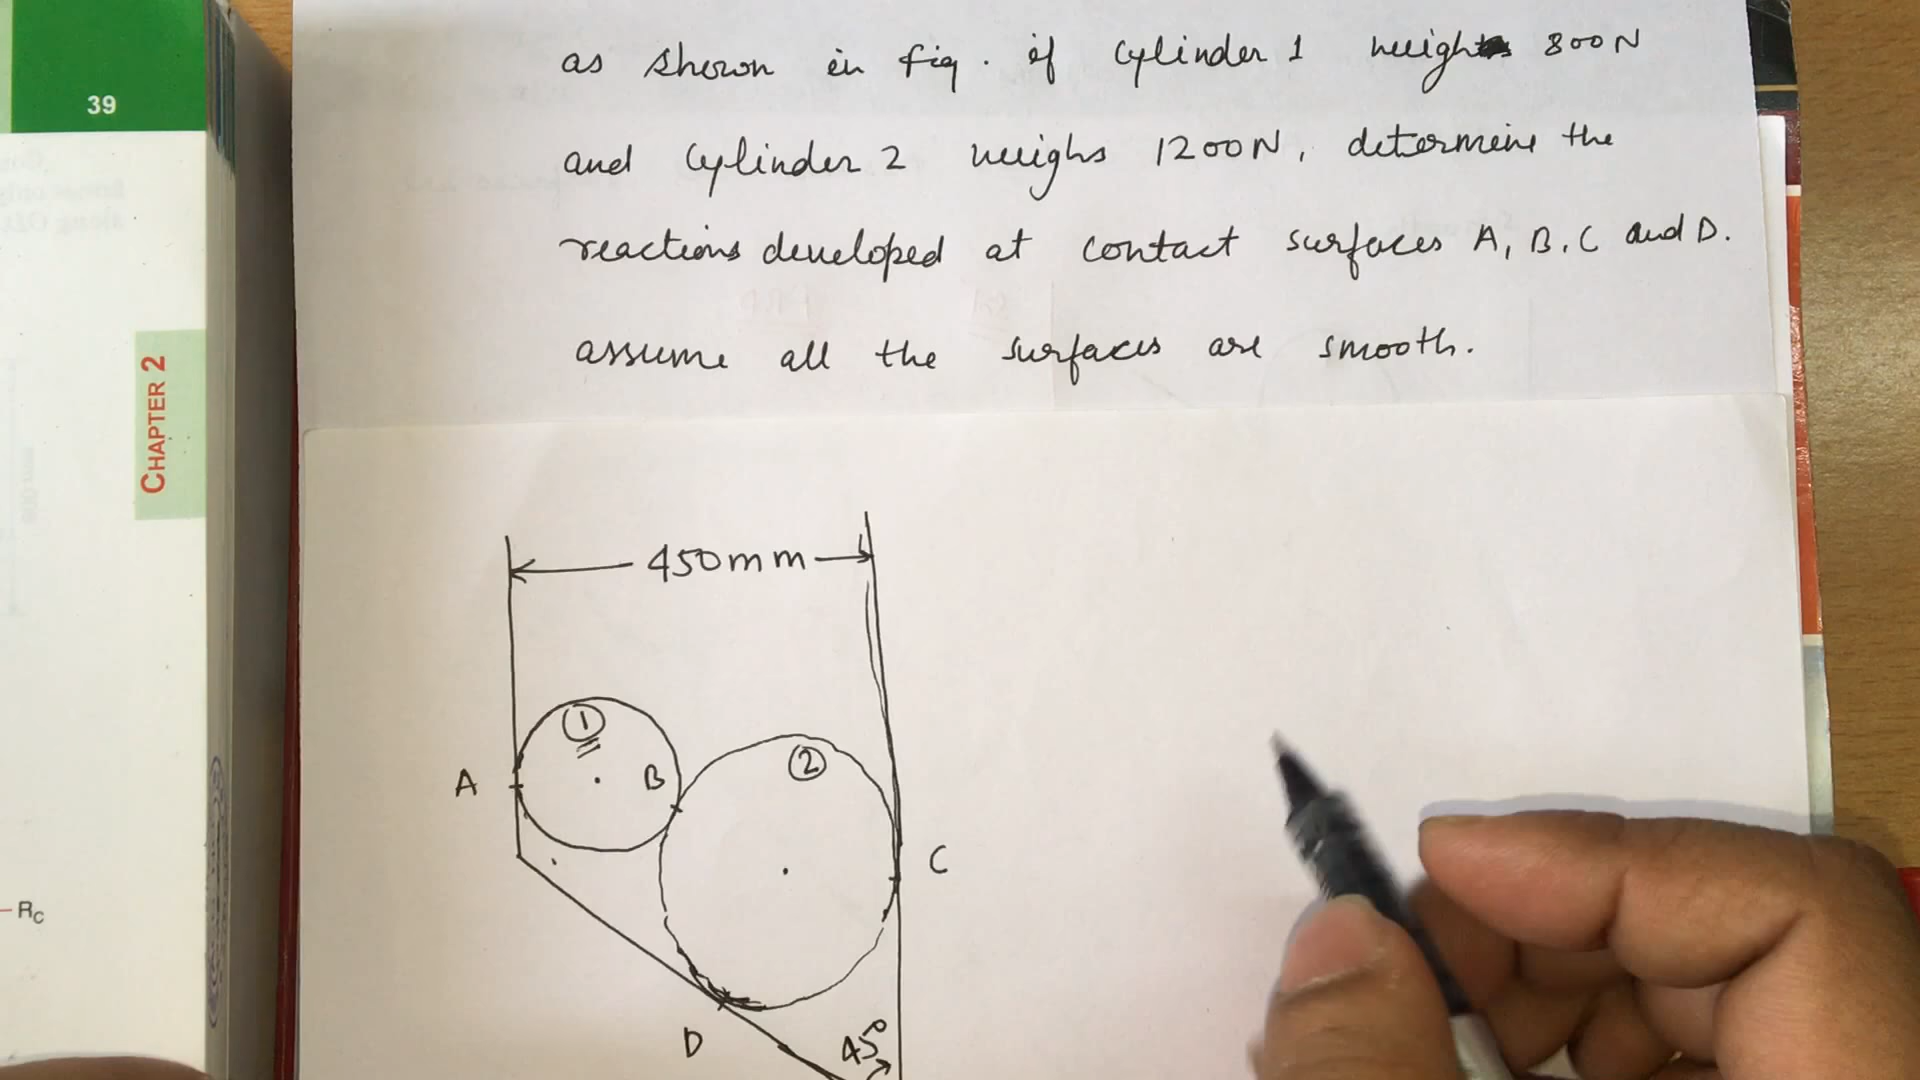 39
CHAPTER 2
R_C
as shown in fig. if cylinder 1 weighs 800N
and cylinder 2 weighs 1200N, determine the
reactions developed at contact surfaces A, B, C and D.
assume all the surfaces are smooth.
450mm
1
2
A
B
C
D
45°